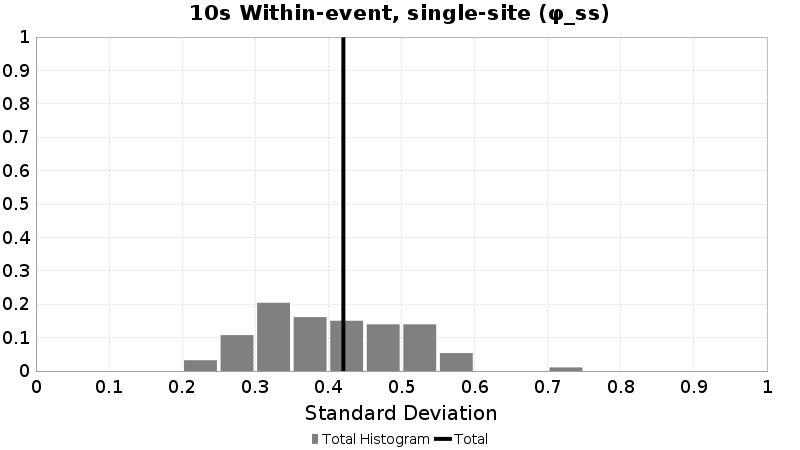 10s Within-event, single-site (φ_ss)
1
0.9
0.8
0.7
0.6
0.5
0.4
0.3
0.2
0.1
0
0 0.1 0.2 0.3 0.4 0.5 0.6 0.7 0.8 0.9 1
Standard Deviation
Total Histogram Total